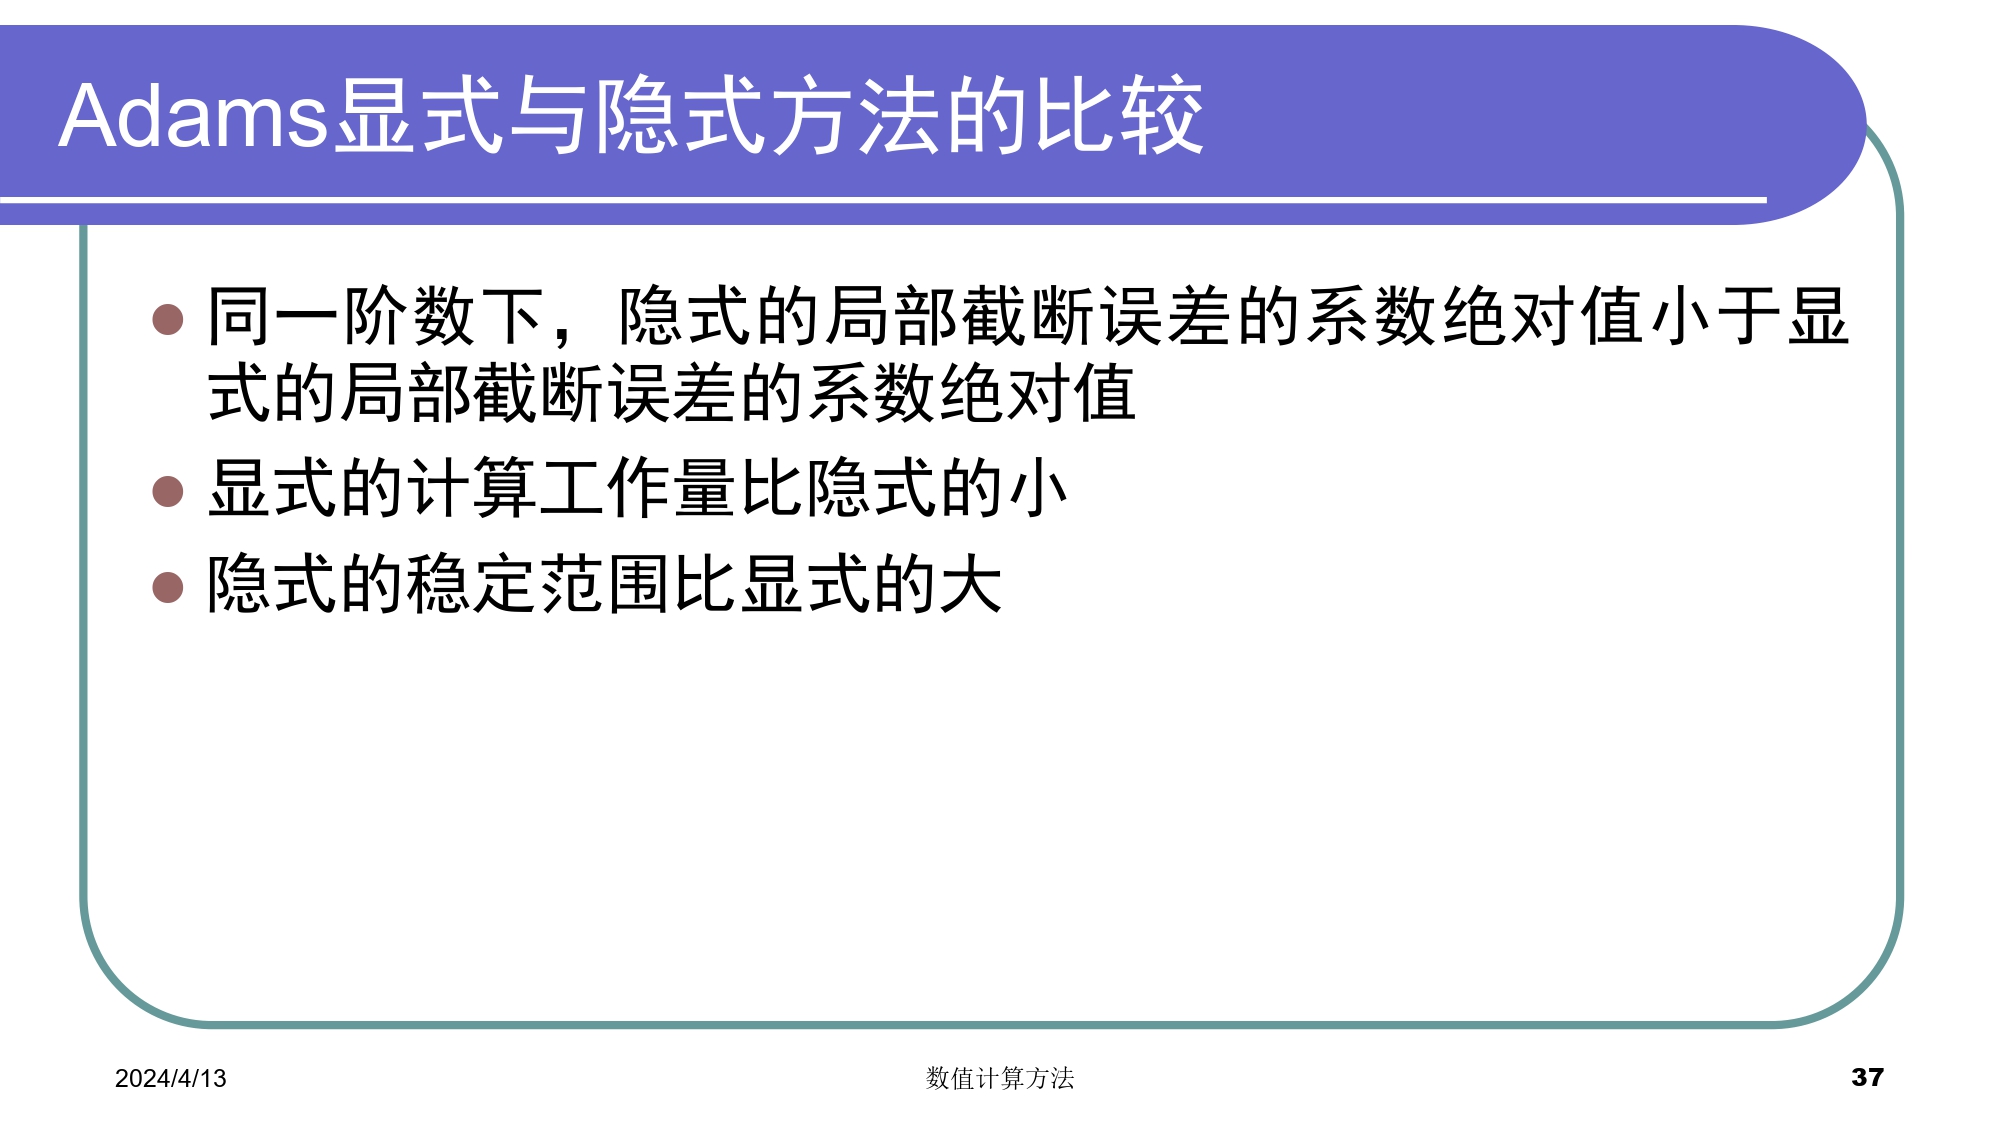 Adams显式与隐式方法的比较
同一阶数下，隐式的局部截断误差的系数绝对值小于显
式的局部截断误差的系数绝对值
显式的计算工作量比隐式的小
隐式的稳定范围比显式的大
2024/4/13
数值计算方法
37